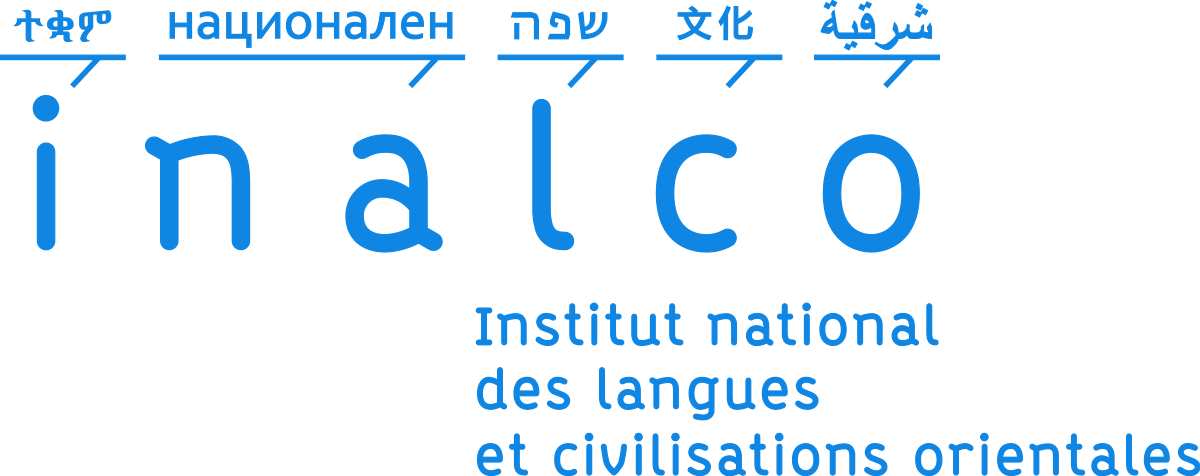 ተቋም национален שפה 文化 شرقية
inalco
Institut national
des langues
et civilisations orientales